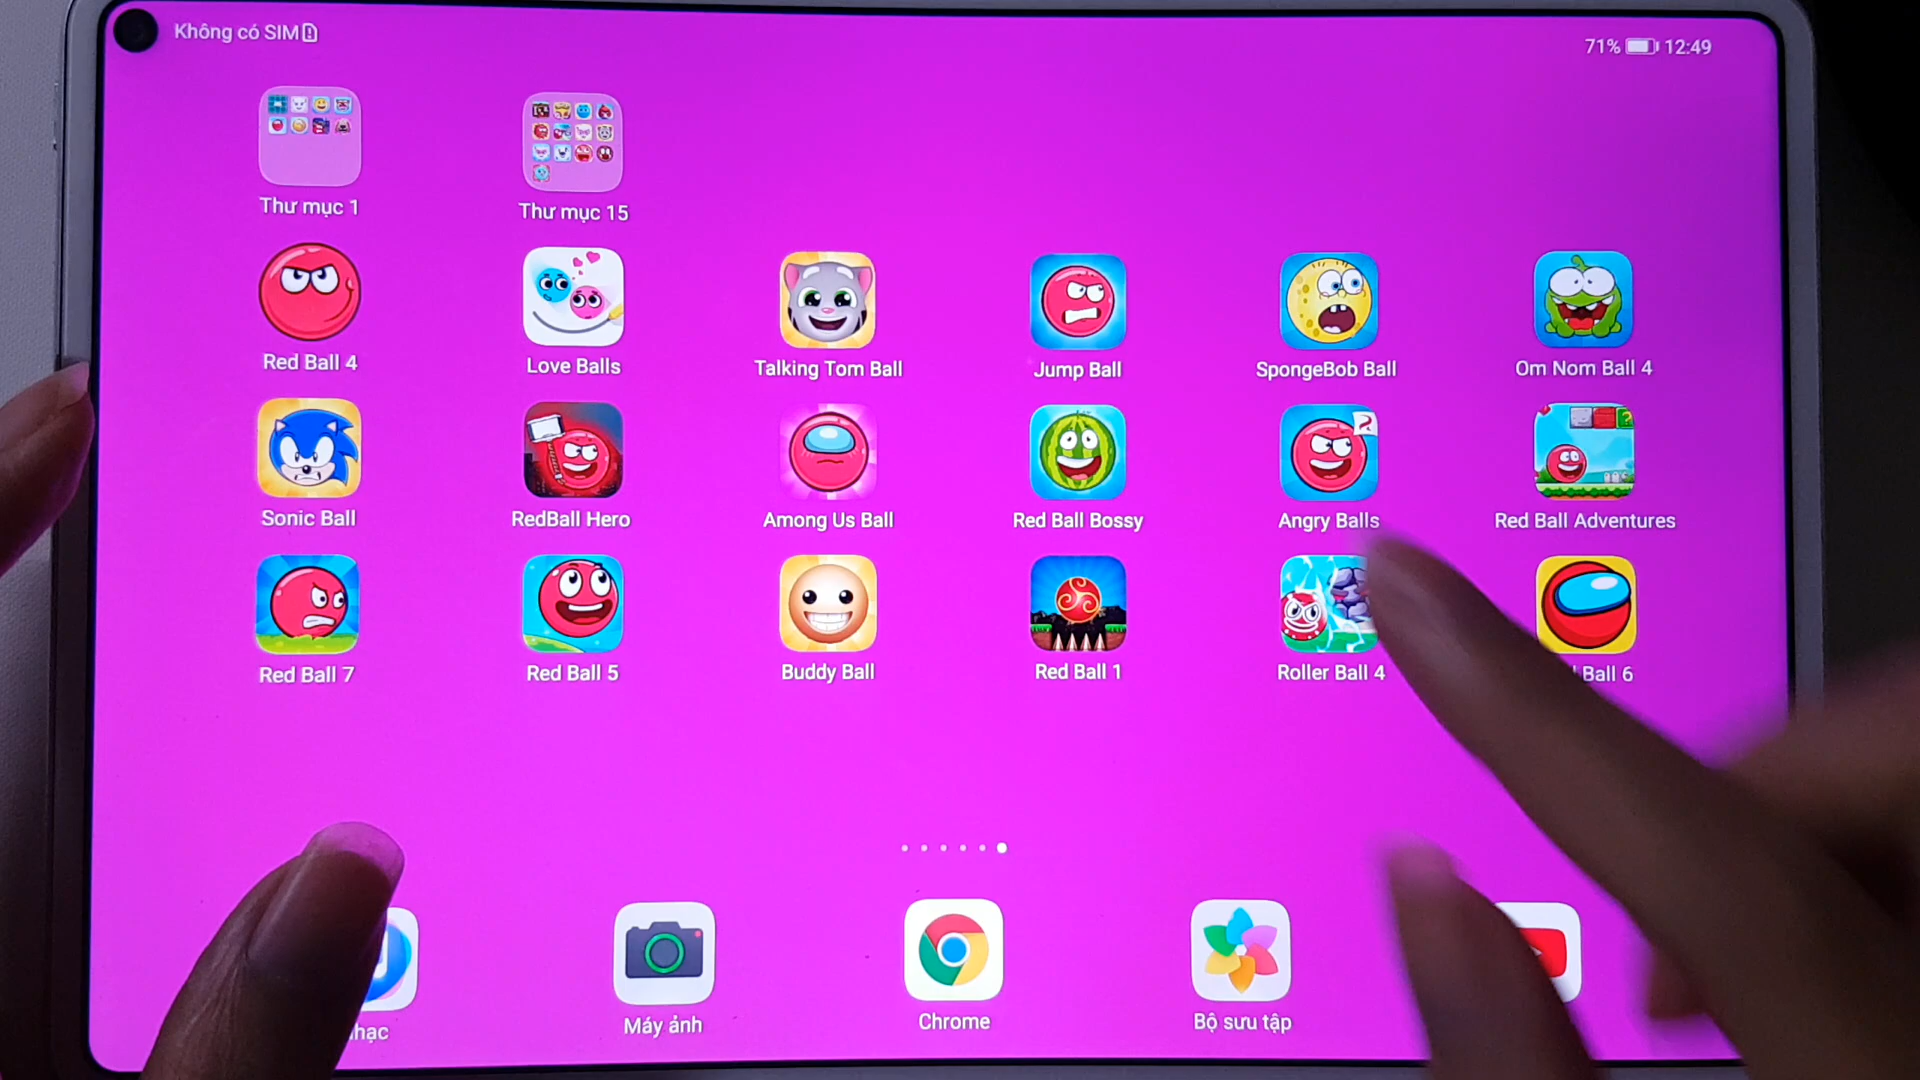 Không có SIM
71% 12:49
Thư mục 1
Thư mục 15
Red Ball 4
Love Balls
Talking Tom Ball
Jump Ball
SpongeBob Ball
Om Nom Ball 4
Sonic Ball
RedBall Hero
Among Us Ball
Red Ball Bossy
Angry Balls
Red Ball Adventures
Red Ball 7
Red Ball 5
Buddy Ball
Red Ball 1
Roller Ball 4
Ball 6
Máy ảnh
Chrome
Bộ sưu tập